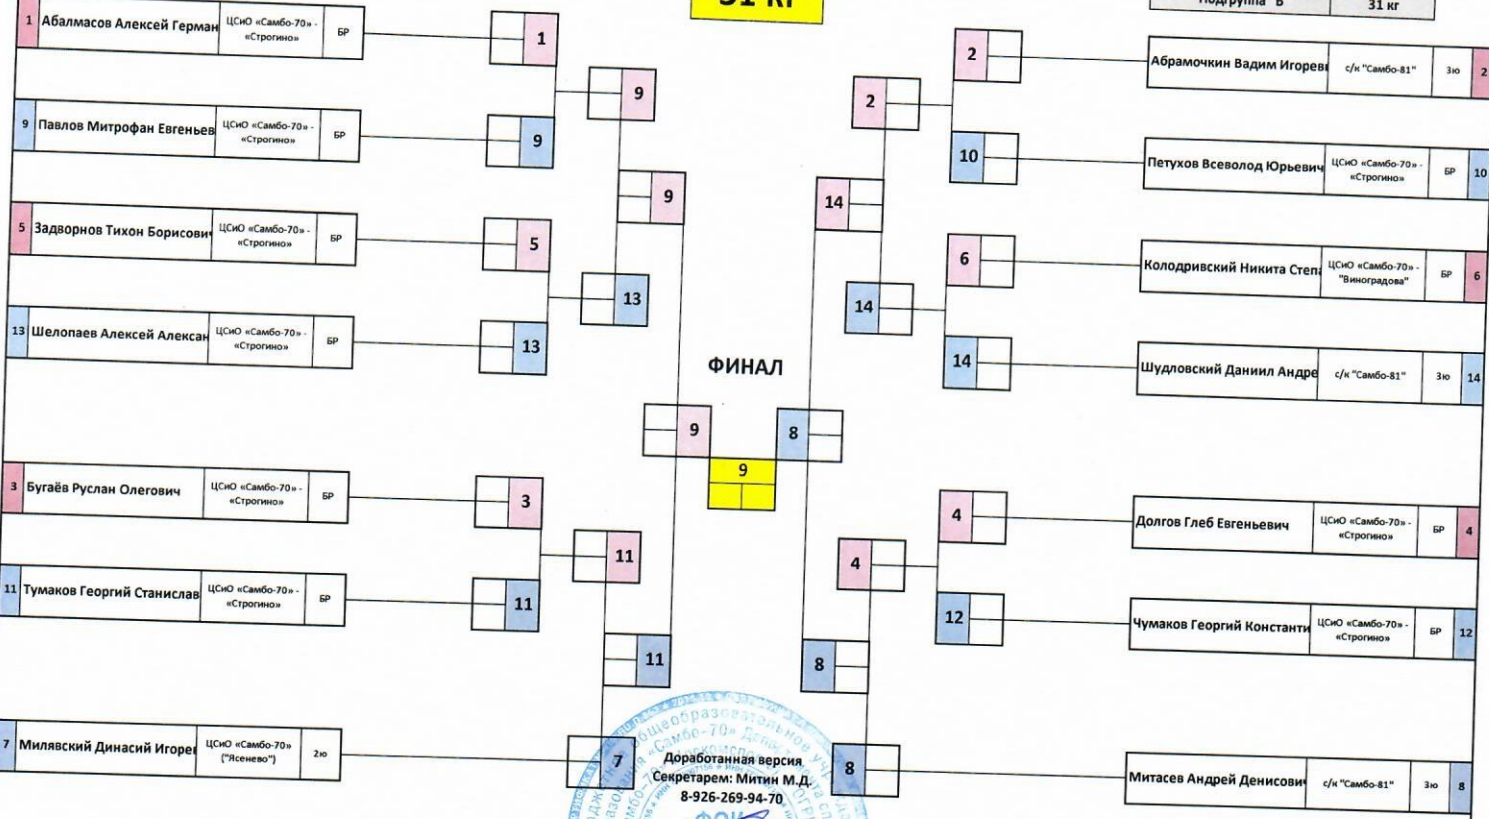 31 кг
Подгруппа "Б" 31 кг
1 Абалмасов Алексей Герман ЦСиО «Самбо-70» - «Строгино» БР
9 Павлов Митрофан Евгеньев ЦСиО «Самбо-70» - «Строгино» БР
5 Задворнов Тихон Борисович ЦСиО «Самбо-70» - «Строгино» БР
13 Шелопаев Алексей Алексан ЦСиО «Самбо-70» - «Строгино» БР
3 Бугаёв Руслан Олегович ЦСиО «Самбо-70» - «Строгино» БР
11 Тумаков Георгий Станислав ЦСиО «Самбо-70» - «Строгино» БР
7 Милявский Динасий Игорев ЦСиО «Самбо-70» ("Ясенево") 2ю
1
9
5
13
3
11
9
13
11
7
9
11
ФИНАЛ
9
8
9
14
8
2
14
4
8
2
10
6
14
4
12
Абрамочкин Вадим Игореви с/к "Самбо-81" 3ю 2
Петухов Всеволод Юрьевич ЦСиО «Самбо-70» - «Строгино» БР 10
Колодривский Никита Степа ЦСиО «Самбо-70» - "Виноградова" БР 6
Шудловский Даниил Андре с/к "Самбо-81" 3ю 14
Долгов Глеб Евгеньевич ЦСиО «Самбо-70» - «Строгино» БР 4
Чумаков Георгий Константи ЦСиО «Самбо-70» - «Строгино» БР 12
Митасев Андрей Денисович с/к "Самбо-81" 3ю 8
Доработанная версия
Секретарем: Митин М.Д.
8-926-269-94-70
ФОК